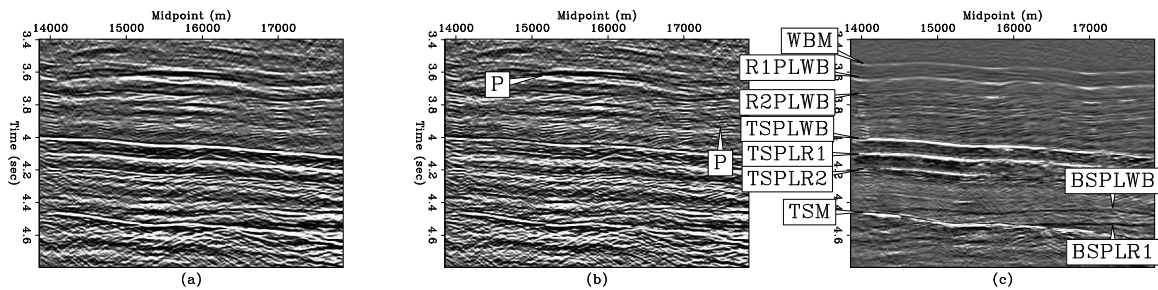 Midpoint (m)
14000 15000 16000 17000
3.4
3.6
3.8
4
4.2
4.4
4.6
Time (sec)
(a)
Midpoint (m)
14000 15000 16000 17000
3.4
3.6
3.8
4
4.2
4.4
4.6
Time (sec)
P
P
(b)
Midpoint (m)
14000 15000 16000 17000
WBM
R1PLWB
R2PLWB
TSPLWB
TSPLR1
TSPLR2
TSM
BSPLWB
BSPLR1
4.6
(c)